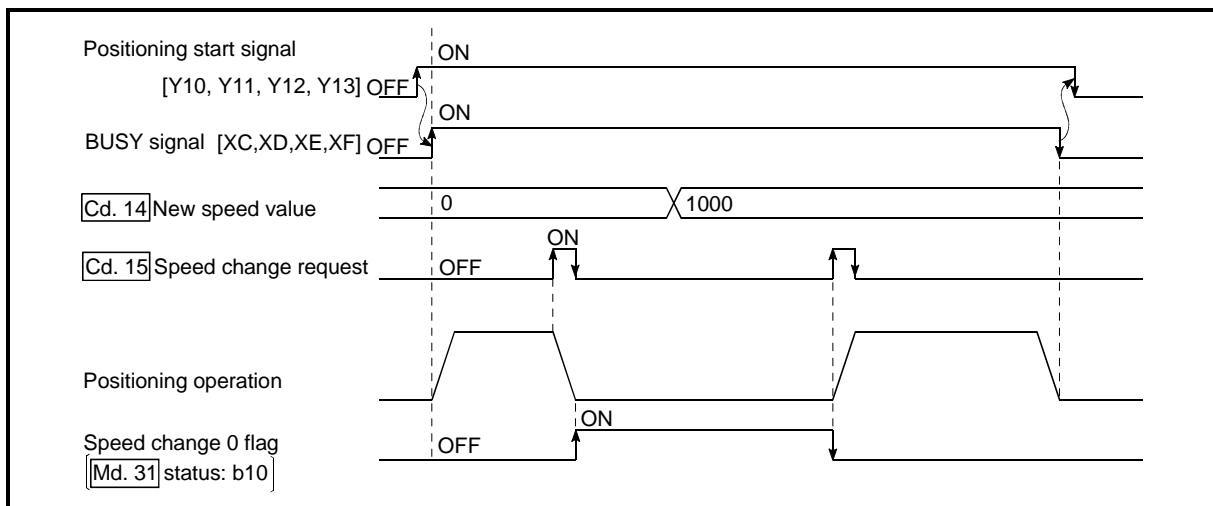 Positioning start signal
ON
[Y10, Y11, Y12, Y13] OFF
ON
BUSY signal [XC,XD,XE,XF] OFF
Cd. 14 New speed value
0
1000
ON
Cd. 15 Speed change request
OFF
Positioning operation
ON
Speed change 0 flag
OFF
Md. 31 status: b10